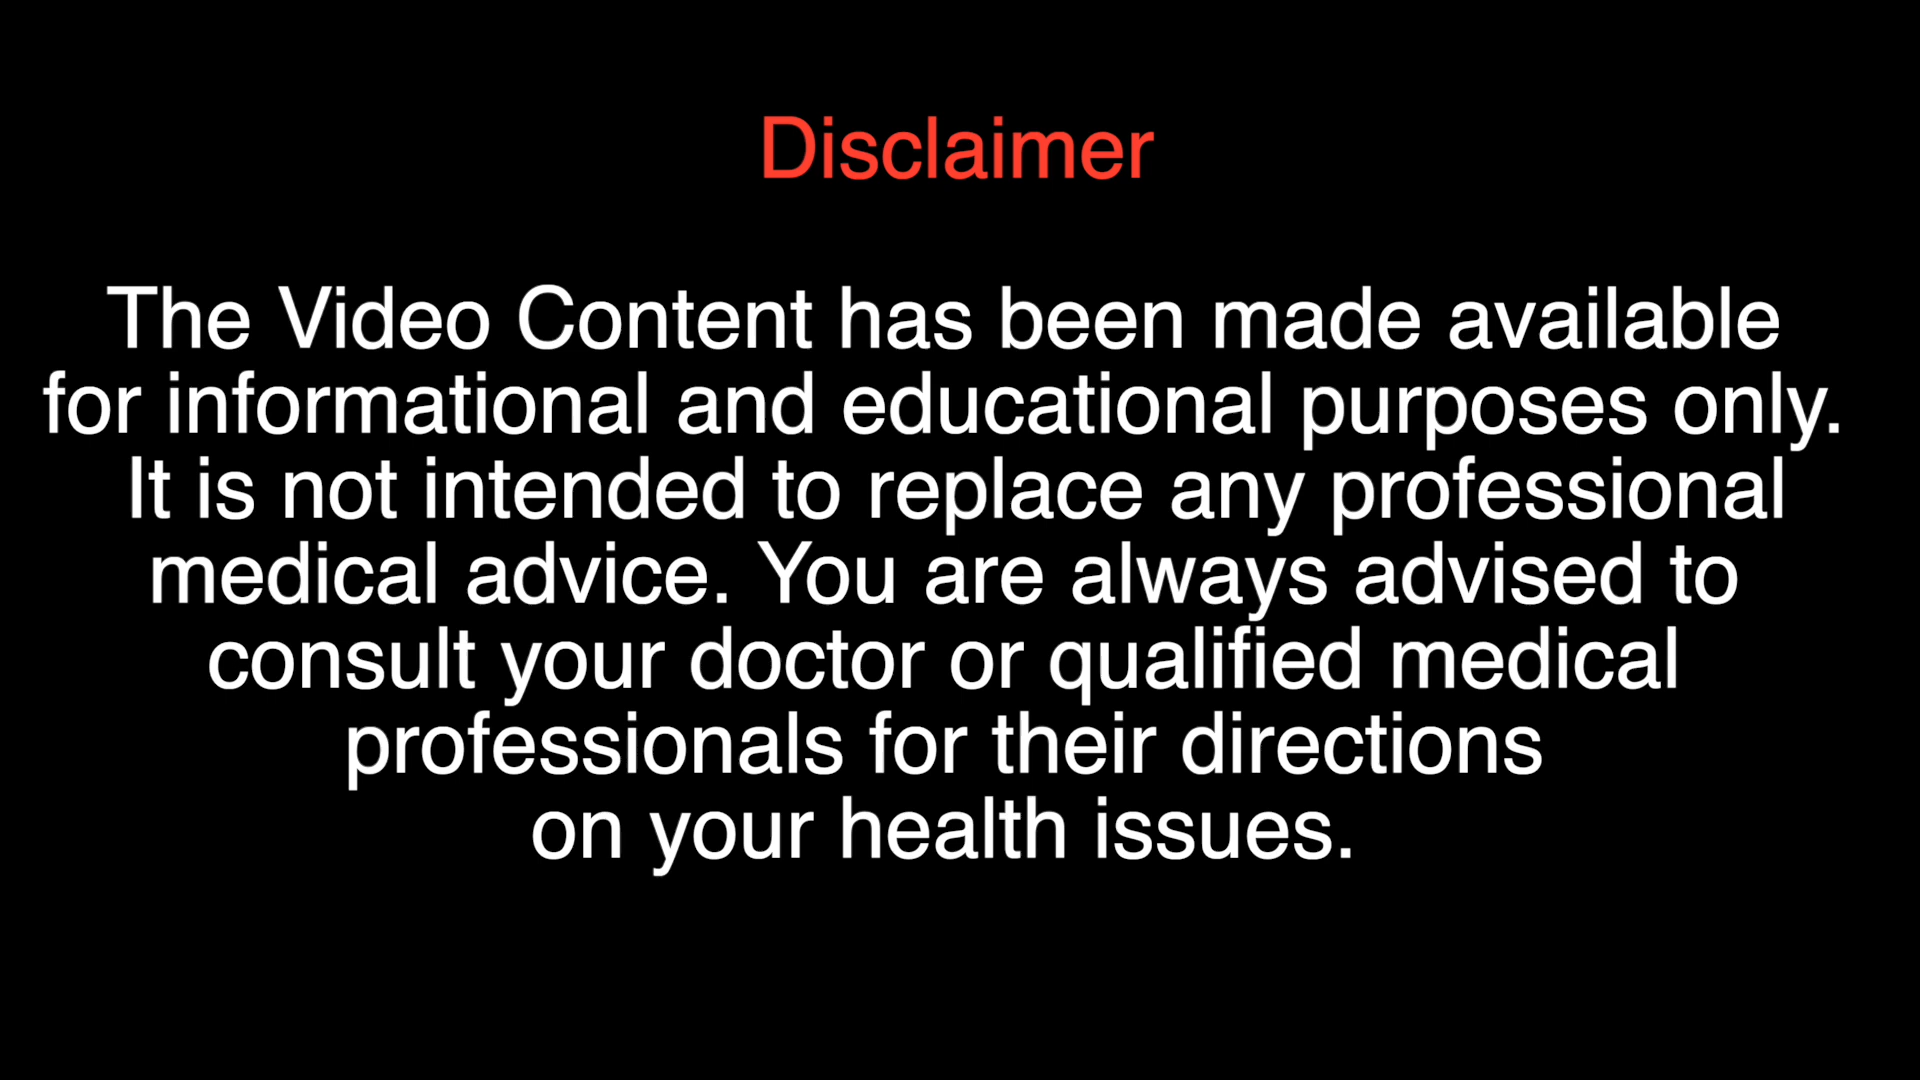 Disclaimer
The Video Content has been made available
for informational and educational purposes only.
It is not intended to replace any professional
medical advice. You are always advised to
consult your doctor or qualified medical
professionals for their directions
on your health issues.